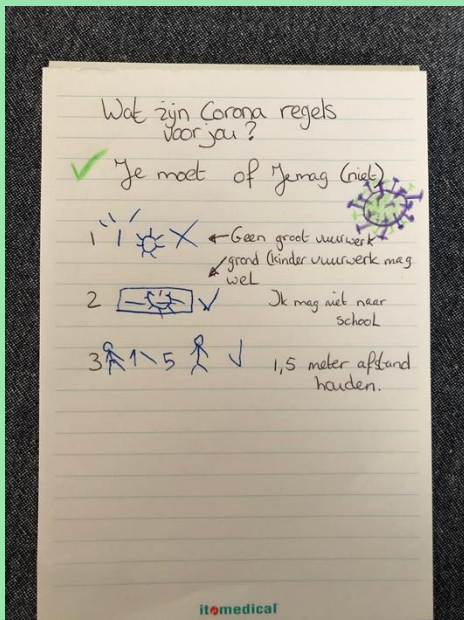 Wat zijn Corona regels
voor jou?
Je moet of Je mag (niet)
1 ← Geen groot vuurwerk
grond (kinder vuurwerk mag
wel
2 Ik mag niet naar
school
3 1\5 1,5 meter afstand
houden.
itomedical